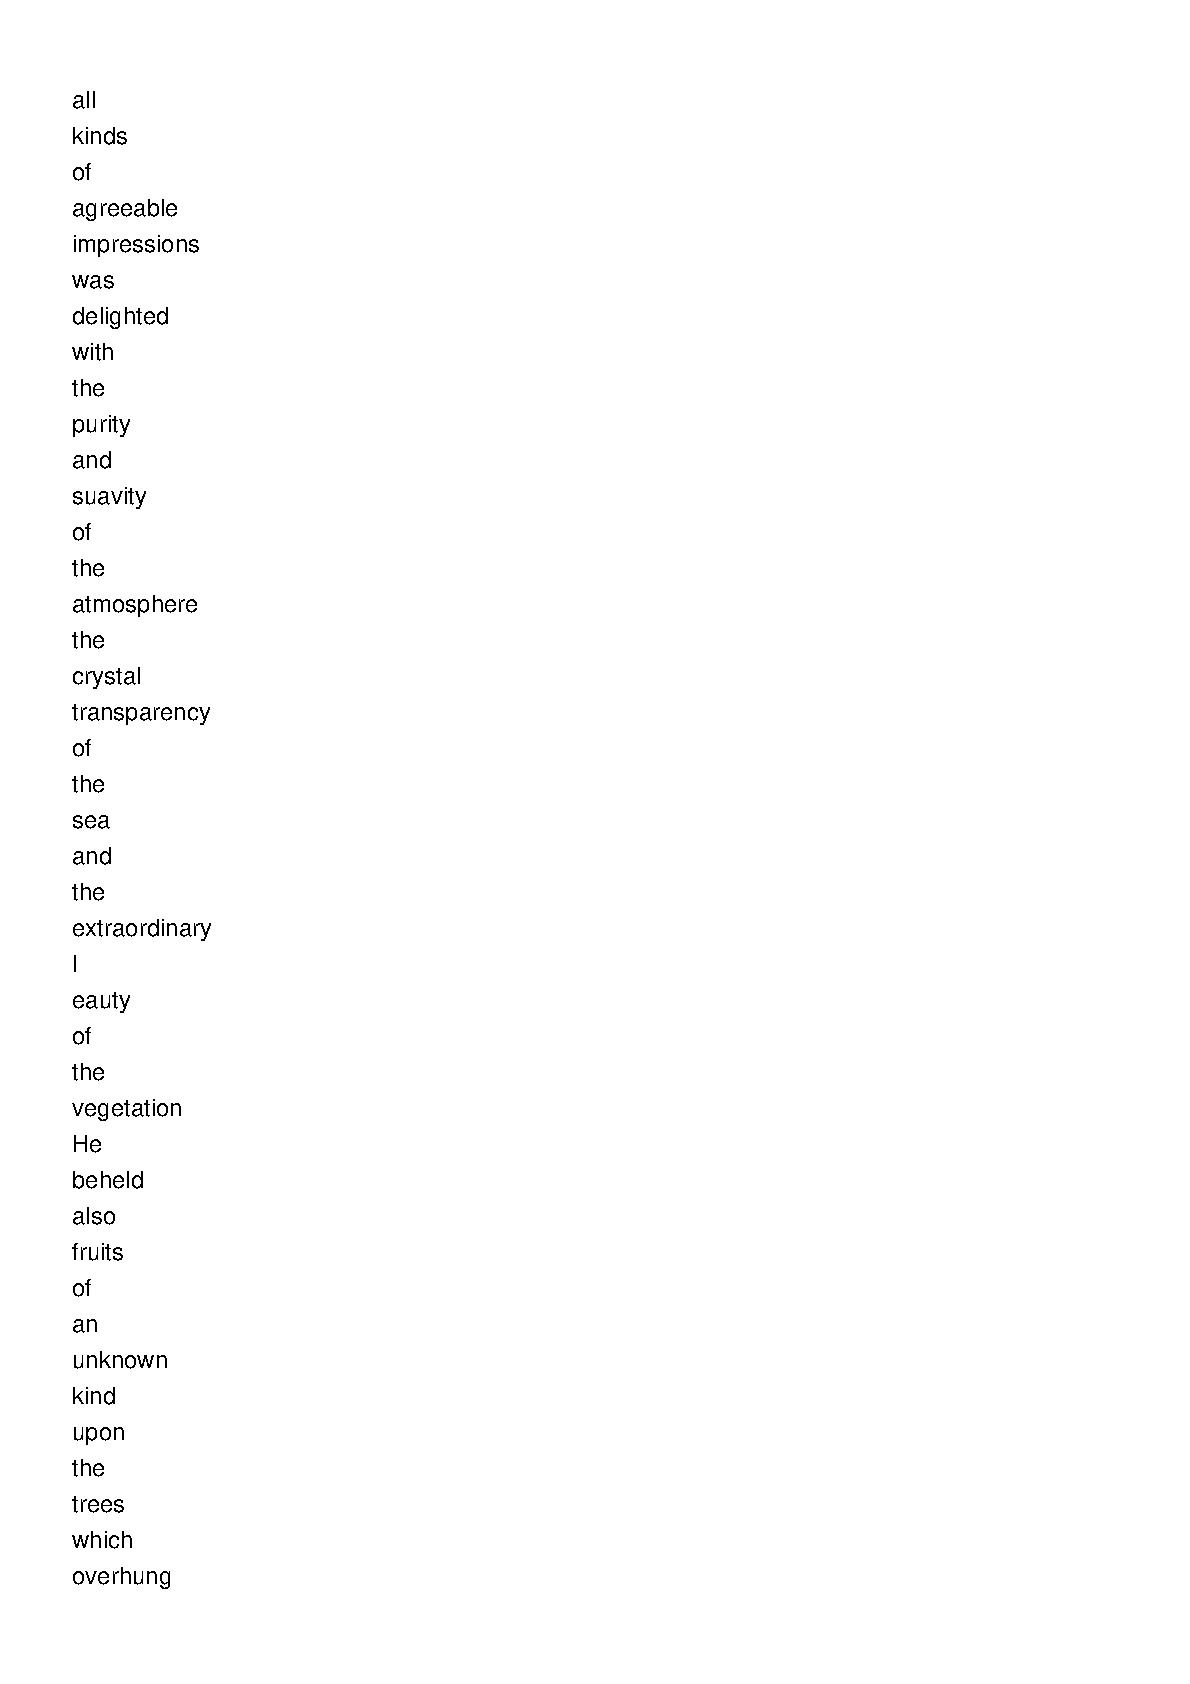 all
kinds
of
agreeable
impressions
was
delighted
with
the
purity
and
suavity
of
the
atmosphere
the
crystal
transparency
of
the
sea
and
the
extraordinary
I
eauty
of
the
vegetation
He
beheld
also
fruits
of
an
unknown
kind
upon
the
trees
which
overhung